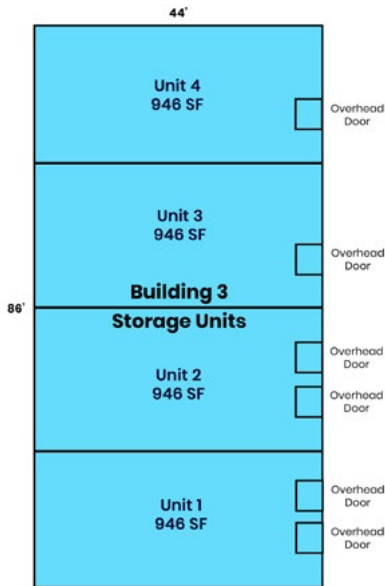 44'
Unit 4
946 SF
Overhead
Door
Unit 3
946 SF
Overhead
Door
Building 3
86'
Storage Units
Overhead
Door
Unit 2
946 SF
Overhead
Door
Overhead
Door
Unit 1
946 SF
Overhead
Door